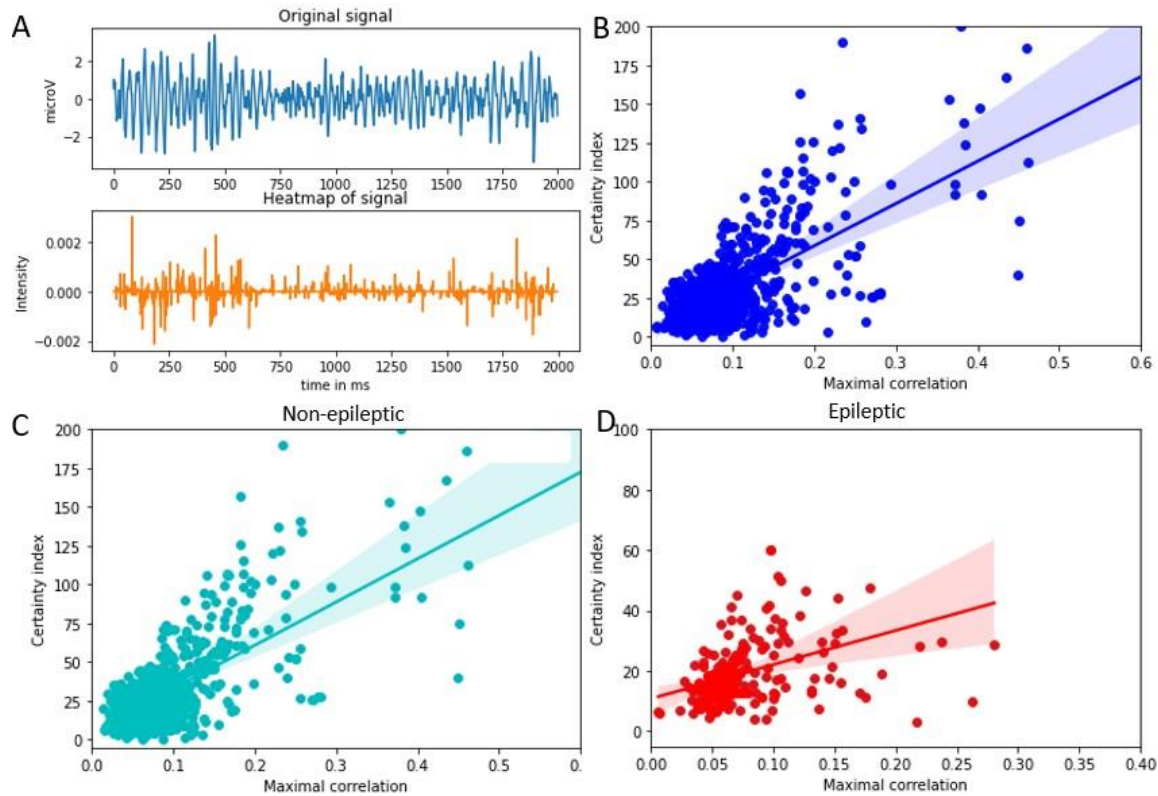 A
Original signal
2
0
−2
microV
0 250 500 750 1000 1250 1500 1750 2000
Heatmap of signal
0.002
0.000
−0.002
Intensity
0 250 500 750 1000 1250 1500 1750 2000
time in ms
B
200
175
150
125
100
75
50
25
0
Certainty index
0.0 0.1 0.2 0.3 0.4 0.5 0.6
Maximal correlation
C
Non-epileptic
200
175
150
125
100
75
50
25
0
Certainty index
0.0 0.1 0.2 0.3 0.4 0.5 0.
Maximal correlation
D
Epileptic
100
80
60
40
20
0
Certainty index
0.00 0.05 0.10 0.15 0.20 0.25 0.30 0.35 0.40
Maximal correlation